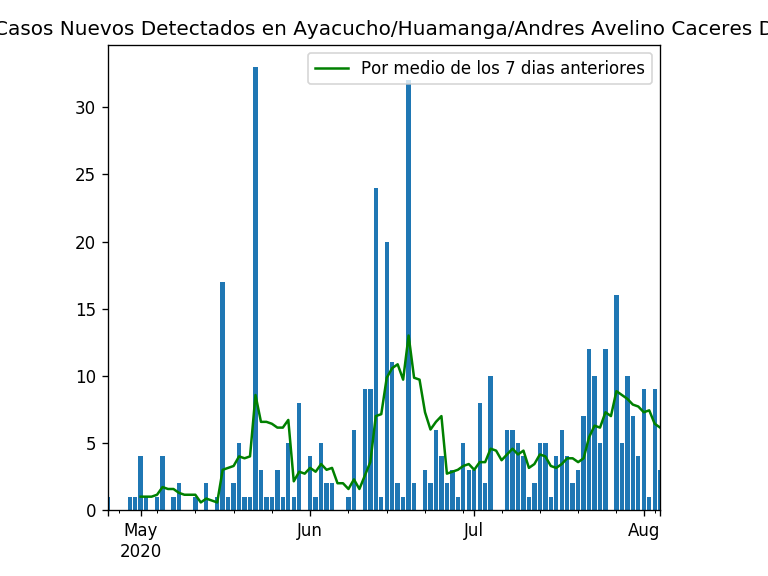 Casos Nuevos Detectados en Ayacucho/Huamanga/Andres Avelino Caceres D
Por medio de los 7 dias anteriores
30
25
20
15
10
5
0
May Jun Jul Aug
2020